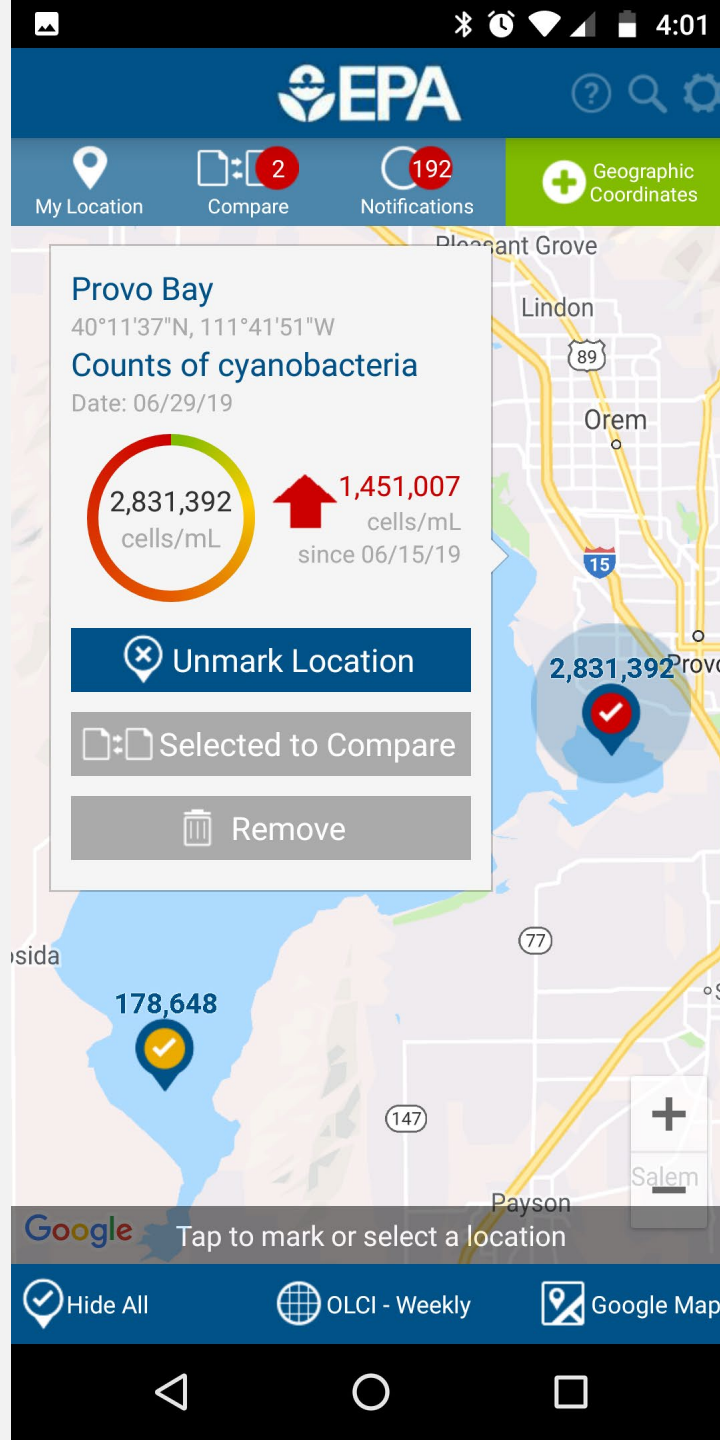 4:01
EPA
?
My Location
2
Compare
192
Notifications
Geographic
Coordinates
Pleasant Grove
Lindon
89
Orem
15
Provo Bay
40°11'37"N, 111°41'51"W
Counts of cyanobacteria
Date: 06/29/19
2,831,392
cells/mL
1,451,007
cells/mL
since 06/15/19
Unmark Location
Selected to Compare
Remove
2,831,392
Provo
77
osida
178,648
147
Salem
Payson
Google
Tap to mark or select a location
Hide All
OLCI - Weekly
Google Map